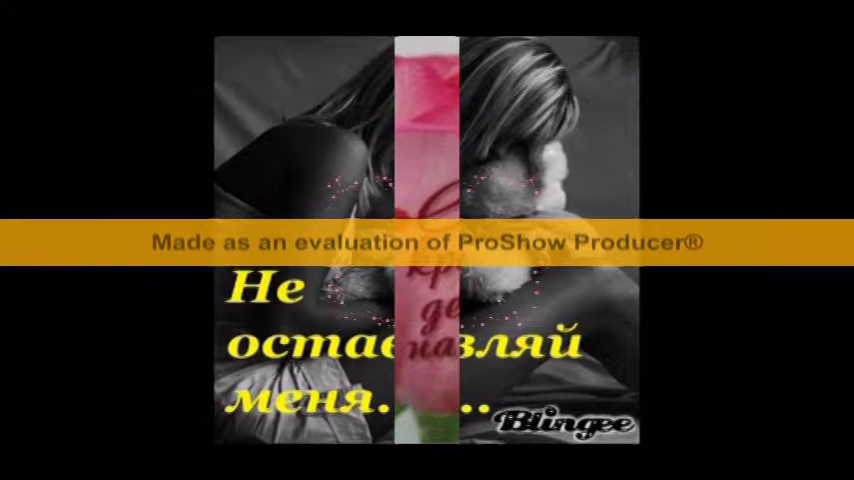 Made as an evaluation of ProShow Producer®
Не
оставляй
меня.
Blingee